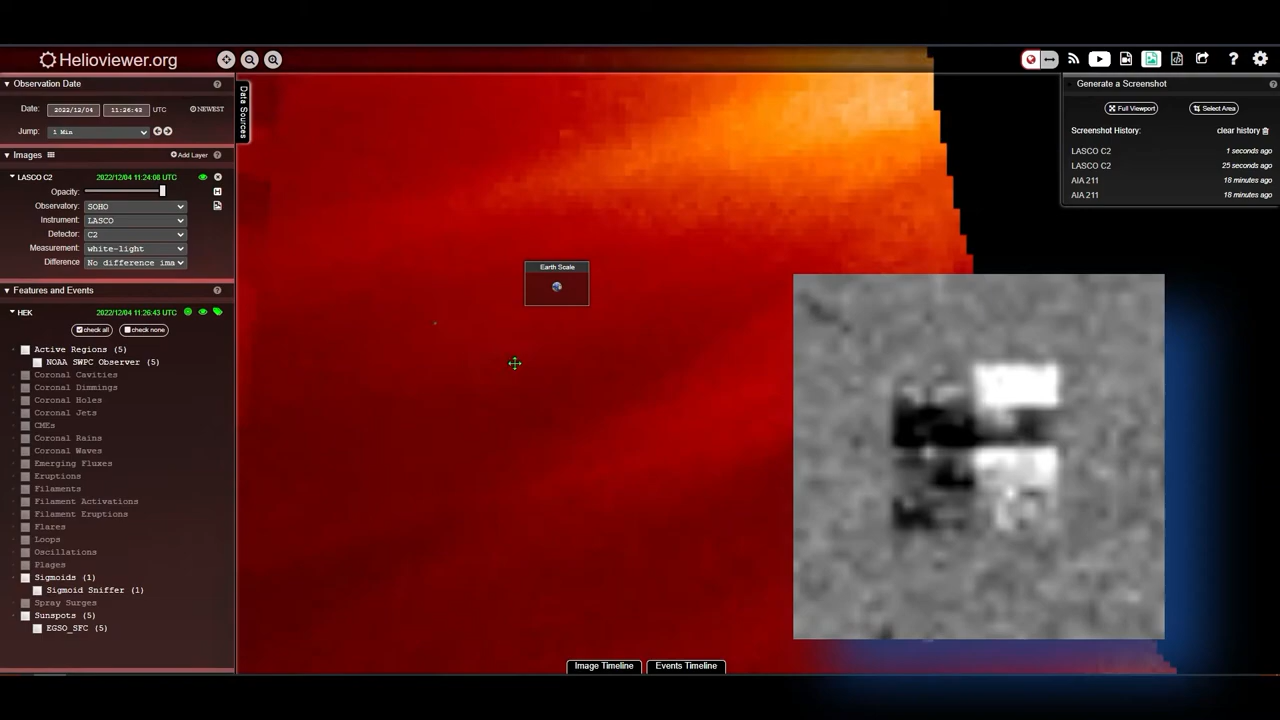 Helioviewer.org
Observation Date
Date: 2022/12/04 11:26:43 UTC NEWEST
Jump: 1 Min
Images Add Layer
LASCO C2 2022/12/04 11:24:08 UTC
Opacity:
Observatory: SOHO
Instrument: LASCO
Detector: C2
Measurement: white-light
Difference No difference ima
Features and Events
HEK 2022/12/04 11:26:43 UTC
check all check none
Active Regions (5)
NOAA SWPC Observer (5)
Coronal Cavities
Coronal Dimmings
Coronal Holes
Coronal Jets
CMEs
Coronal Rains
Coronal Waves
Emerging Fluxes
Eruptions
Filaments
Filament Activations
Filament Eruptions
Flares
Loops
Oscillations
Plages
Sigmoids (1)
Sigmoid Sniffer (1)
Spray Surges
Sunspots (5)
EGSO_SFC (5)
Data Sources
Earth Scale
Image Timeline Events Timeline
Generate a Screenshot
Full Viewport Select Area
Screenshot History: clear history
LASCO C2 1 seconds ago
LASCO C2 25 seconds ago
AIA 211 18 minutes ago
AIA 211 18 minutes ago